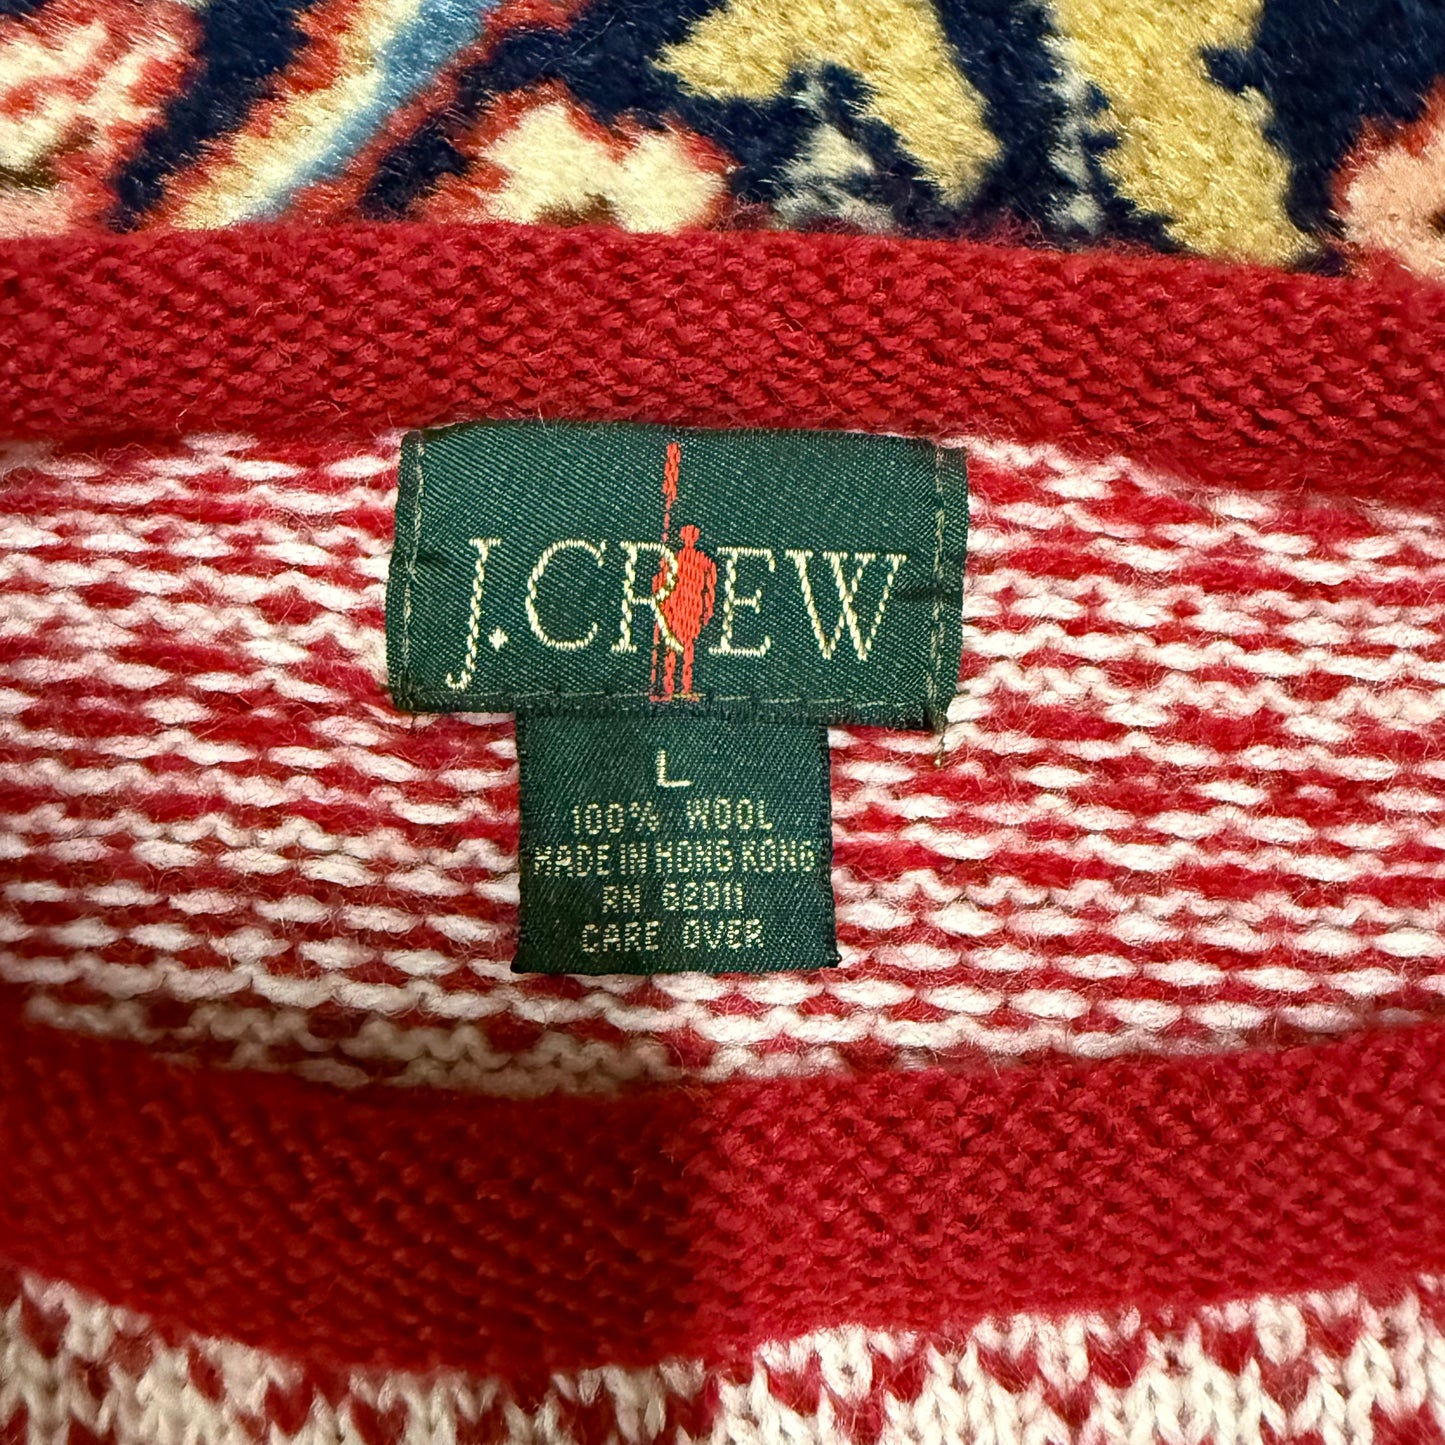 J.CREW
L
100% WOOL
MADE IN HONG KONG
RN 62011
CARE OVER